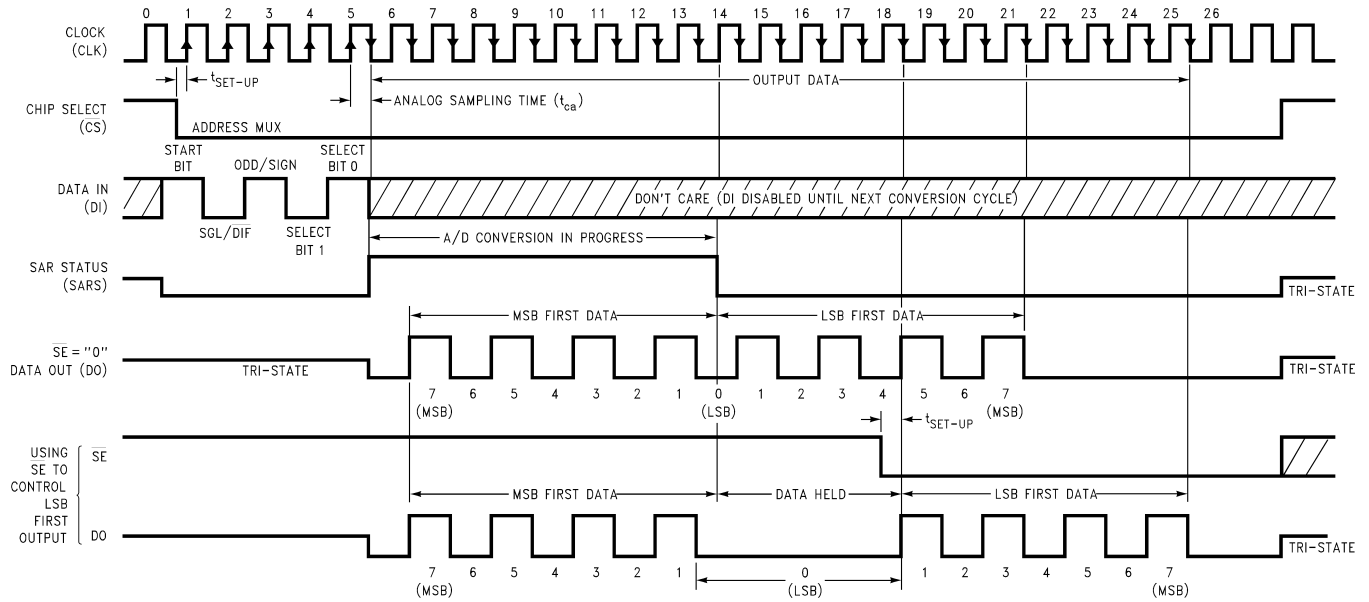 0 1 2 3 4 5 6 7 8 9 10 11 12 13 14 15 16 17 18 19 20 21 22 23 24 25 26
CLOCK
(CLK)
tSET-UP
OUTPUT DATA
ANALOG SAMPLING TIME (tca)
CHIP SELECT
(CS)
ADDRESS MUX
START
BIT
ODD/SIGN
SELECT
BIT 0
DATA IN
(DI)
DON'T CARE (DI DISABLED UNTIL NEXT CONVERSION CYCLE)
SGL/DIF
SELECT
BIT 1
A/D CONVERSION IN PROGRESS
SAR STATUS
(SARS)
TRI-STATE
MSB FIRST DATA
LSB FIRST DATA
SE = "0"
DATA OUT (DO)
TRI-STATE
TRI-STATE
7 6 5 4 3 2 1 0 1 2 3 4 5 6 7
(MSB) (LSB) (MSB)
tSET-UP
USING
SE TO
CONTROL
LSB
FIRST
OUTPUT
SE
MSB FIRST DATA
DATA HELD
LSB FIRST DATA
DO
TRI-STATE
7 6 5 4 3 2 1 0 1 2 3 4 5 6 7
(MSB) (LSB) (MSB)